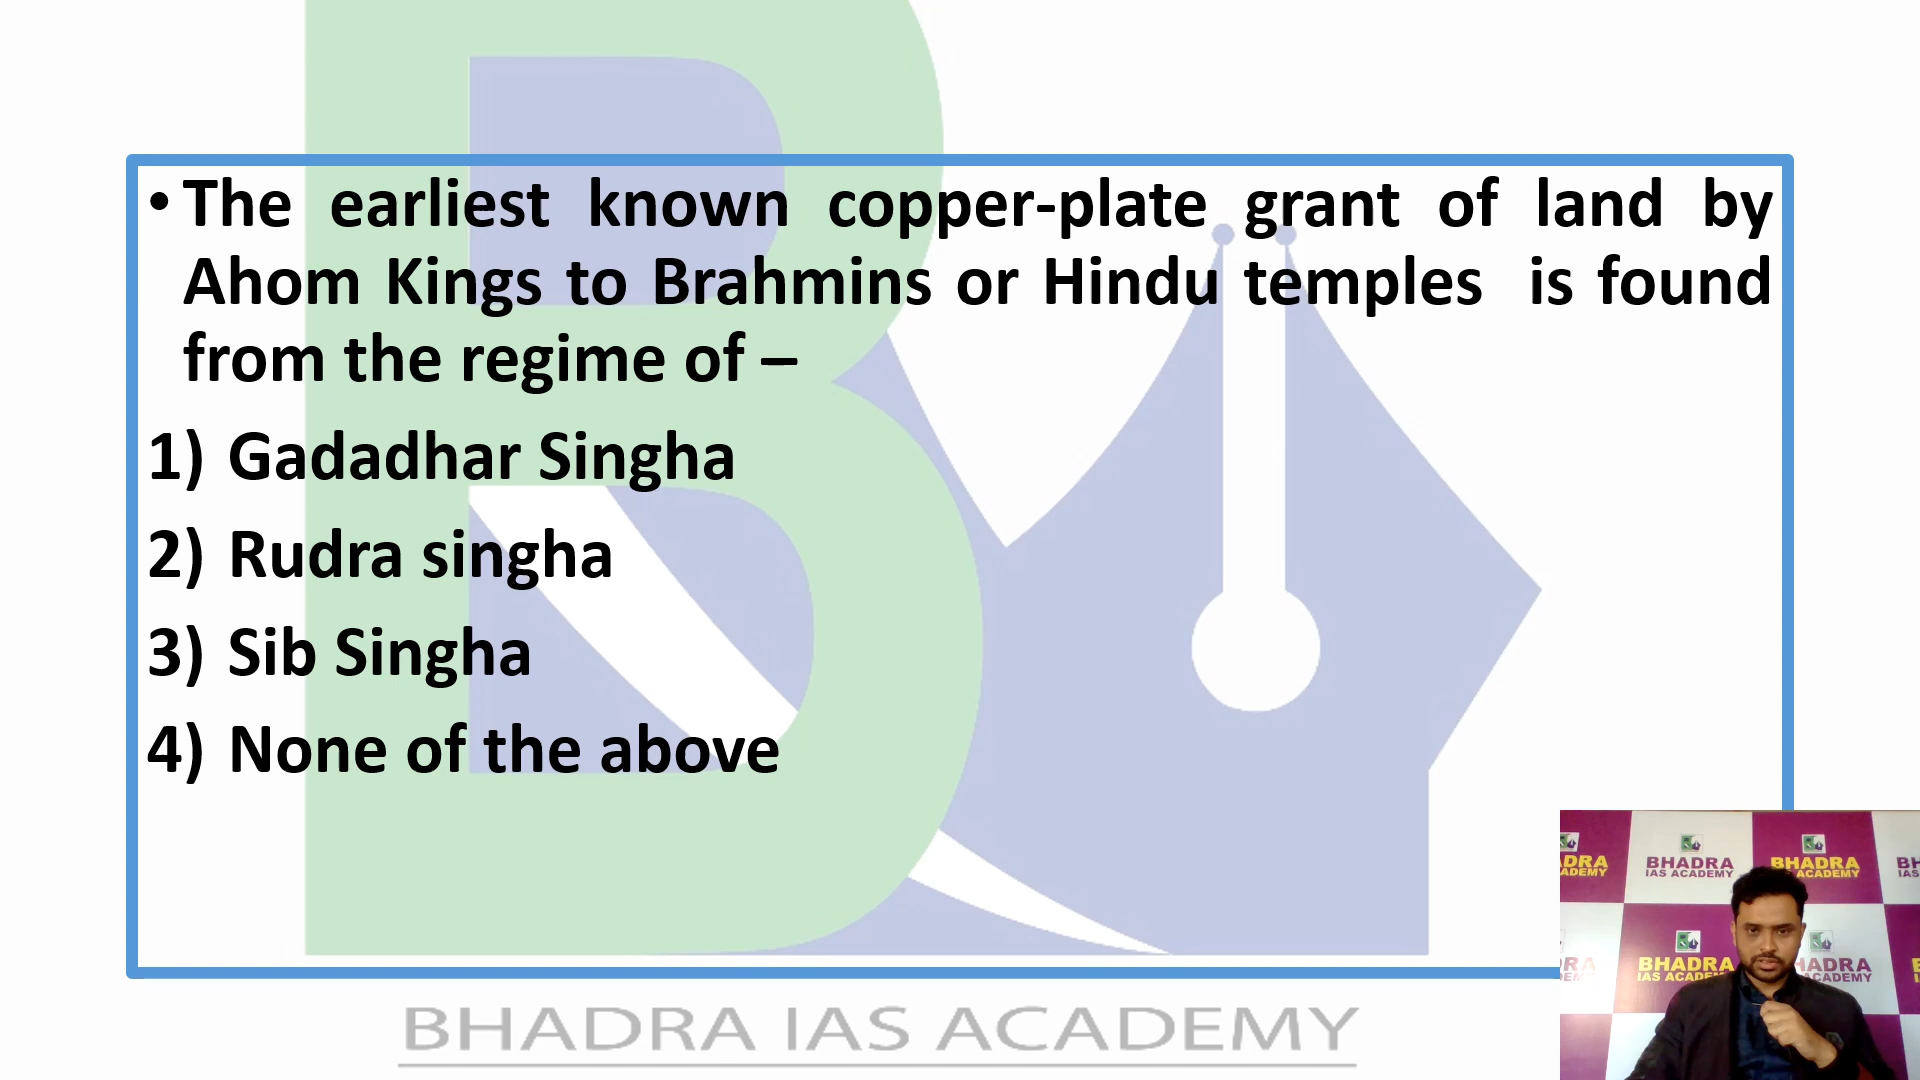 • The earliest known copper-plate grant of land by
Ahom Kings to Brahmins or Hindu temples is found
from the regime of –
1) Gadadhar Singha
2) Rudra singha
3) Sib Singha
4) None of the above
BHADRA IAS ACADEMY
BHADRA
IAS ACADEMY
BHADRA
ACADEMY
BHADRA
IAS ACADEMY